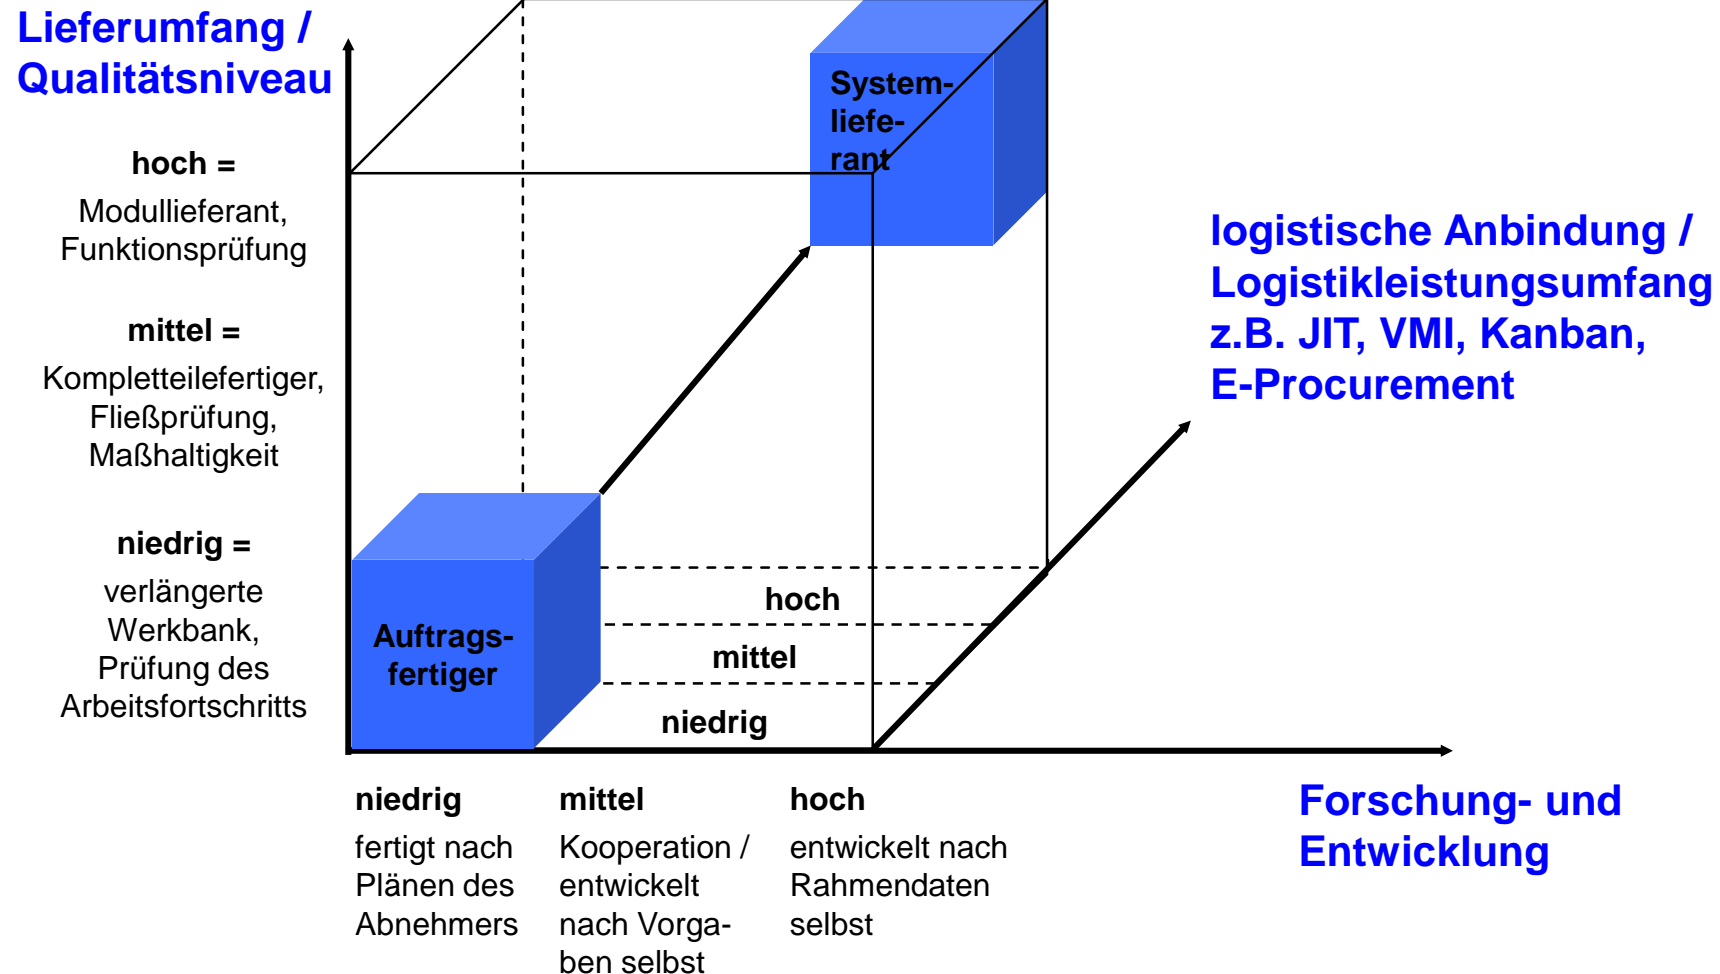 Lieferumfang /
Qualitätsniveau
hoch =
Modullieferant,
Funktionsprüfung
mittel =
Kompletteilefertiger,
Fließprüfung,
Maßhaltigkeit
niedrig =
verlängerte
Werkbank,
Prüfung des
Arbeitsfortschritts
System-
liefe-
rant
Auftrags-
fertiger
logistische Anbindung /
Logistikleistungsumfang
z.B. JIT, VMI, Kanban,
E-Procurement
hoch
mittel
niedrig
niedrig
fertigt nach
Plänen des
Abnehmers
mittel
Kooperation /
entwickelt
nach Vorga-
ben selbst
hoch
entwickelt nach
Rahmendaten
selbst
Forschung- und
Entwicklung